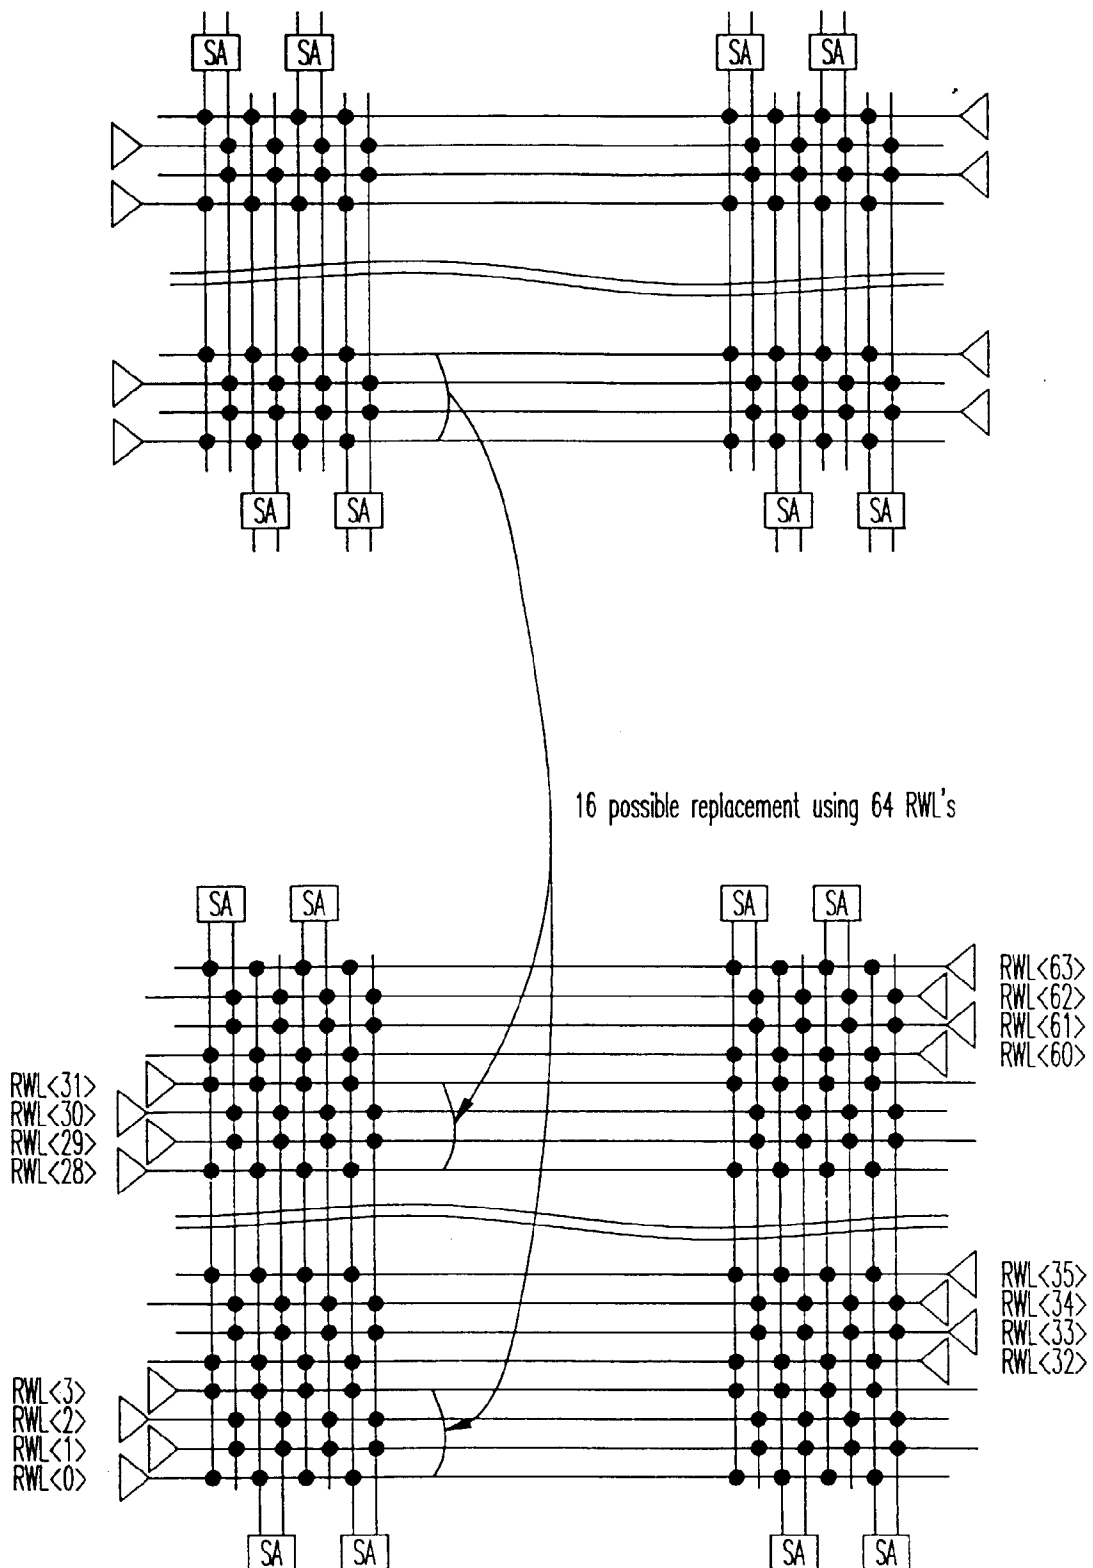 SA SA SA SA
SA SA SA SA
16 possible replacement using 64 RWL's
SA SA SA SA
RWL<63>
RWL<62>
RWL<61>
RWL<60>
RWL<31>
RWL<30>
RWL<29>
RWL<28>
RWL<35>
RWL<34>
RWL<33>
RWL<32>
RWL<3>
RWL<2>
RWL<1>
RWL<0>
SA SA SA SA